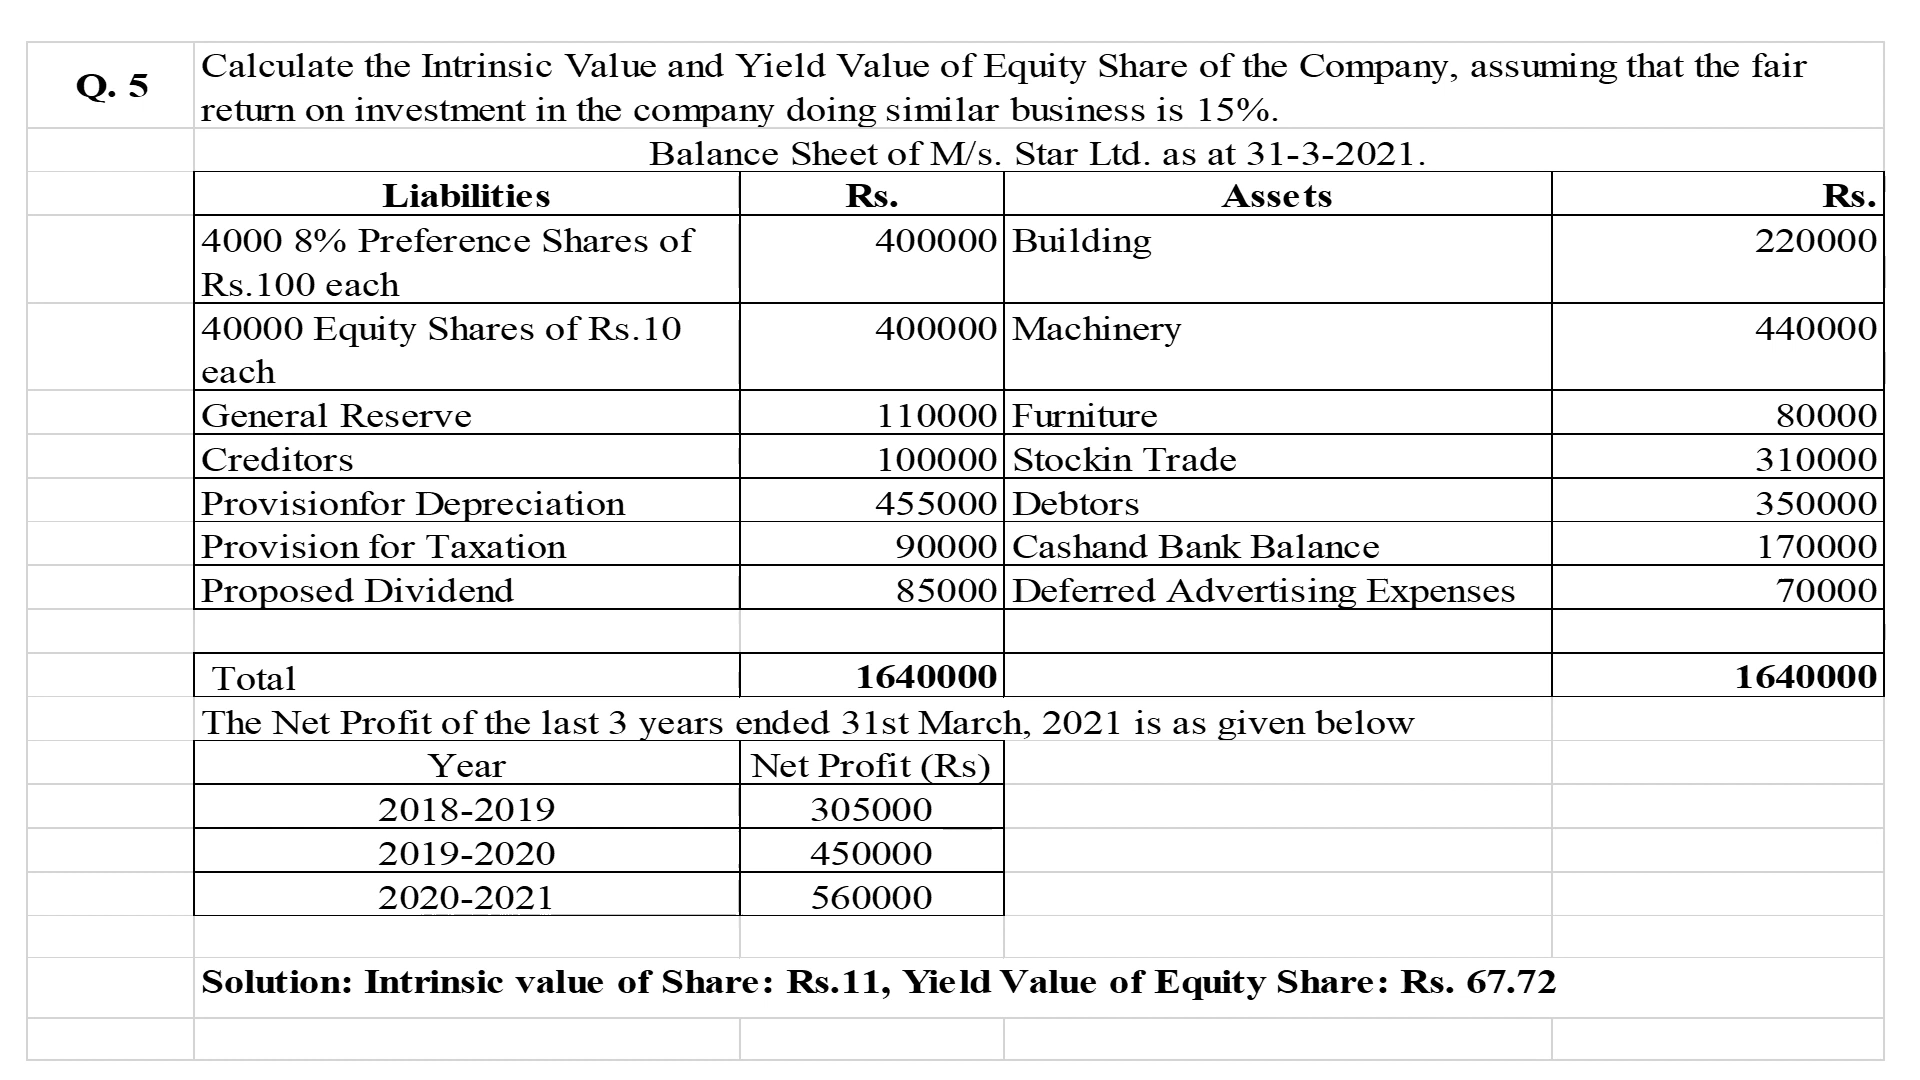 Q. 5
Calculate the Intrinsic Value and Yield Value of Equity Share of the Company, assuming that the fair
return on investment in the company doing similar business is 15%.
Balance Sheet of M/s. Star Ltd. as at 31-3-2021.
Liabilities Rs. Assets Rs.
4000 8% Preference Shares of 400000 Building 220000
Rs.100 each
40000 Equity Shares of Rs.10 400000 Machinery 440000
each
General Reserve 110000 Furniture 80000
Creditors 100000 Stockin Trade 310000
Provisionfor Depreciation 455000 Debtors 350000
Provision for Taxation 90000 Cashand Bank Balance 170000
Proposed Dividend 85000 Deferred Advertising Expenses 70000
Total 1640000 1640000
The Net Profit of the last 3 years ended 31st March, 2021 is as given below
Year Net Profit (Rs)
2018-2019 305000
2019-2020 450000
2020-2021 560000
Solution: Intrinsic value of Share: Rs.11, Yield Value of Equity Share: Rs. 67.72